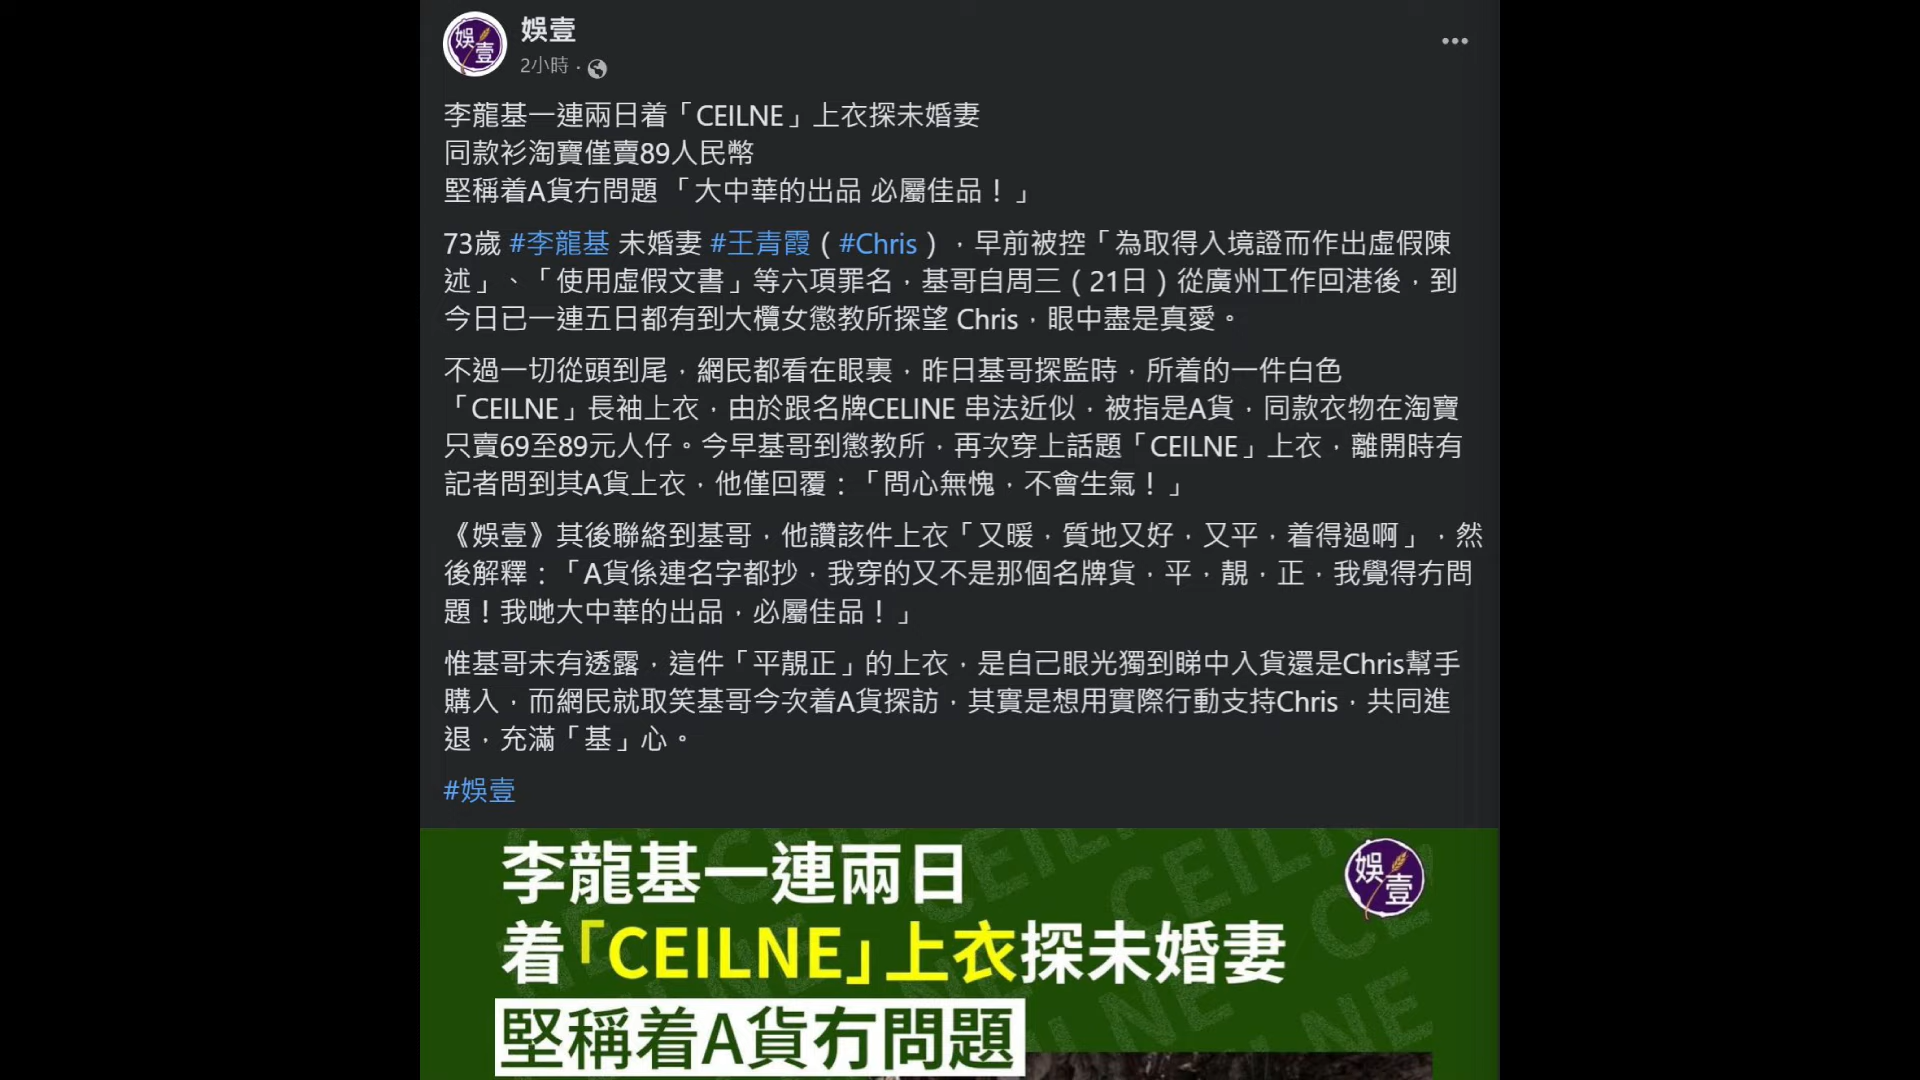 娛壹
2小時 ·
李龍基一連兩日着「CEILNE」上衣探未婚妻
同款衫淘寶僅賣89人民幣
堅稱着A貨冇問題 「大中華的出品 必屬佳品！」
73歲 #李龍基 未婚妻 #王青霞（#Chris），早前被控「為取得入境證而作出虛假陳
述」、「使用虛假文書」等六項罪名，基哥自周三（21日）從廣州工作回港後，到
今日已一連五日都有到大欖女懲教所探望 Chris，眼中盡是真愛。
不過一切從頭到尾，網民都看在眼裏，昨日基哥探監時，所着的一件白色
「CEILNE」長袖上衣，由於跟名牌CELINE 串法近似，被指是A貨，同款衣物在淘寶
只賣69至89元人仔。今早基哥到懲教所，再次穿上話題「CEILNE」上衣，離開時有
記者問到其A貨上衣，他僅回覆：「問心無愧，不會生氣！」
《娛壹》其後聯絡到基哥，他讚該件上衣「又暖，質地又好，又平，着得過啊」，然
後解釋：「A貨係連名字都抄，我穿的又不是那個名牌貨，平，靚，正，我覺得冇問
題！我哋大中華的出品，必屬佳品！」
惟基哥未有透露，這件「平靚正」的上衣，是自己眼光獨到睇中入貨還是Chris幫手
購入，而網民就取笑基哥今次着A貨探訪，其實是想用實際行動支持Chris，共同進
退，充滿「基」心。
#娛壹
李龍基一連兩日
娛壹
着「CEILNE」上衣探未婚妻
堅稱着A貨冇問題